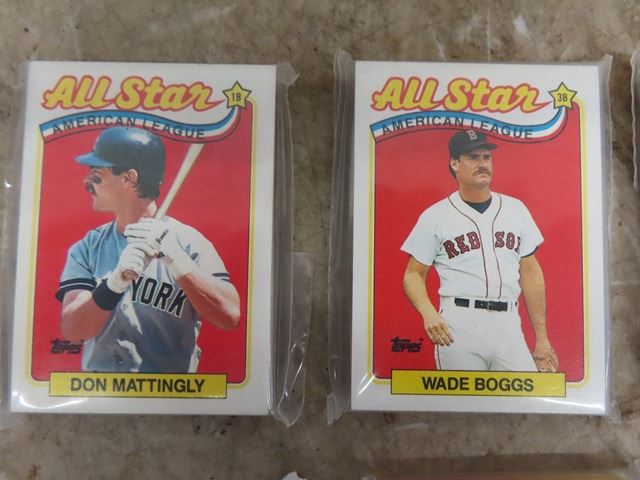 All Star
1B
AMERICAN LEAGUE
YORK
Topps
DON MATTINGLY
All Star
3B
AMERICAN LEAGUE
B
RED SOX
Topps
WADE BOGGS